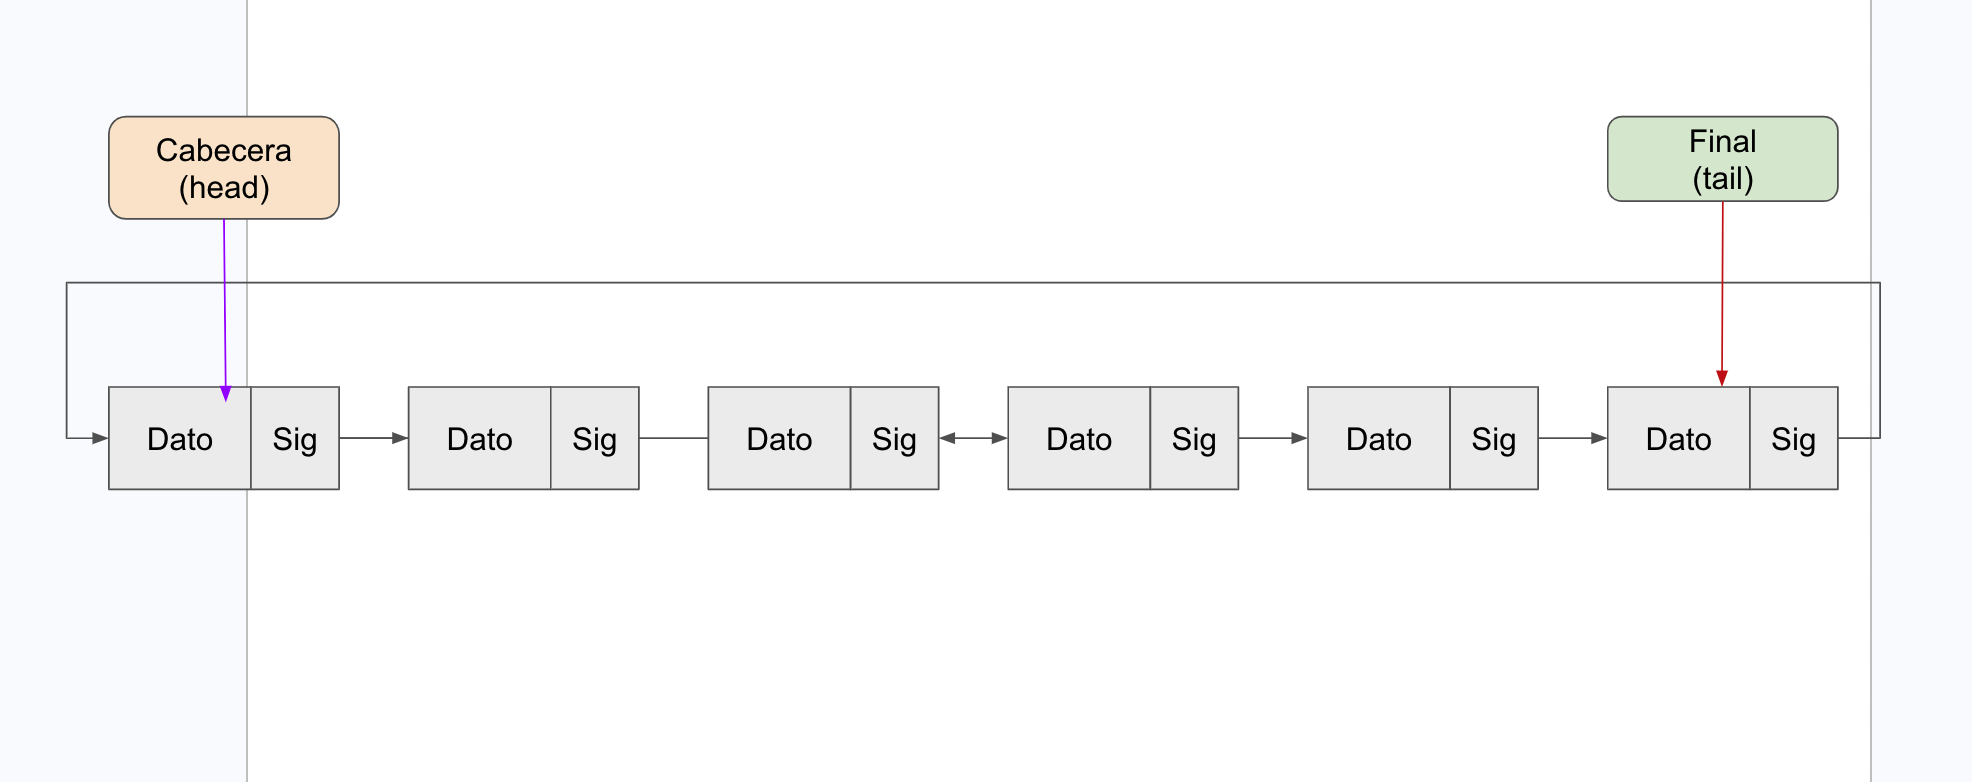 Cabecera
(head)
Final
(tail)
Dato Sig Dato Sig Dato Sig Dato Sig Dato Sig Dato Sig